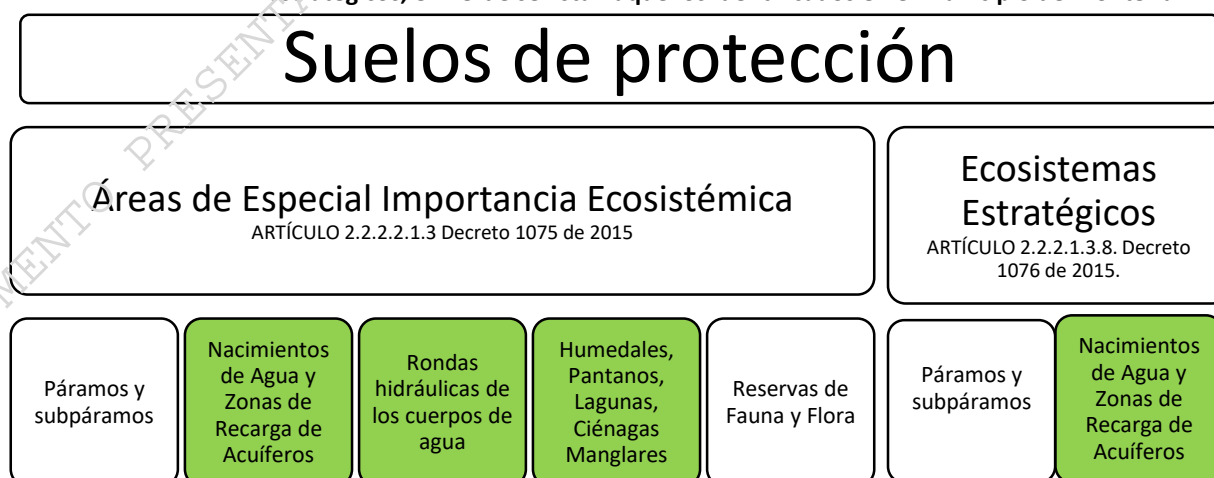 Suelos de protección
Áreas de Especial Importancia Ecosistémica
ARTÍCULO 2.2.2.2.1.3 Decreto 1075 de 2015
Ecosistemas
Estratégicos
ARTÍCULO 2.2.2.1.3.8. Decreto
1076 de 2015.
Páramos y
subpáramos
Nacimientos
de Agua y
Zonas de
Recarga de
Acuíferos
Rondas
hidráulicas de
los cuerpos de
agua
Humedales,
Pantanos,
Lagunas,
Ciénagas
Manglares
Reservas de
Fauna y Flora
Páramos y
subpáramos
Nacimientos
de Agua y
Zonas de
Recarga de
Acuíferos